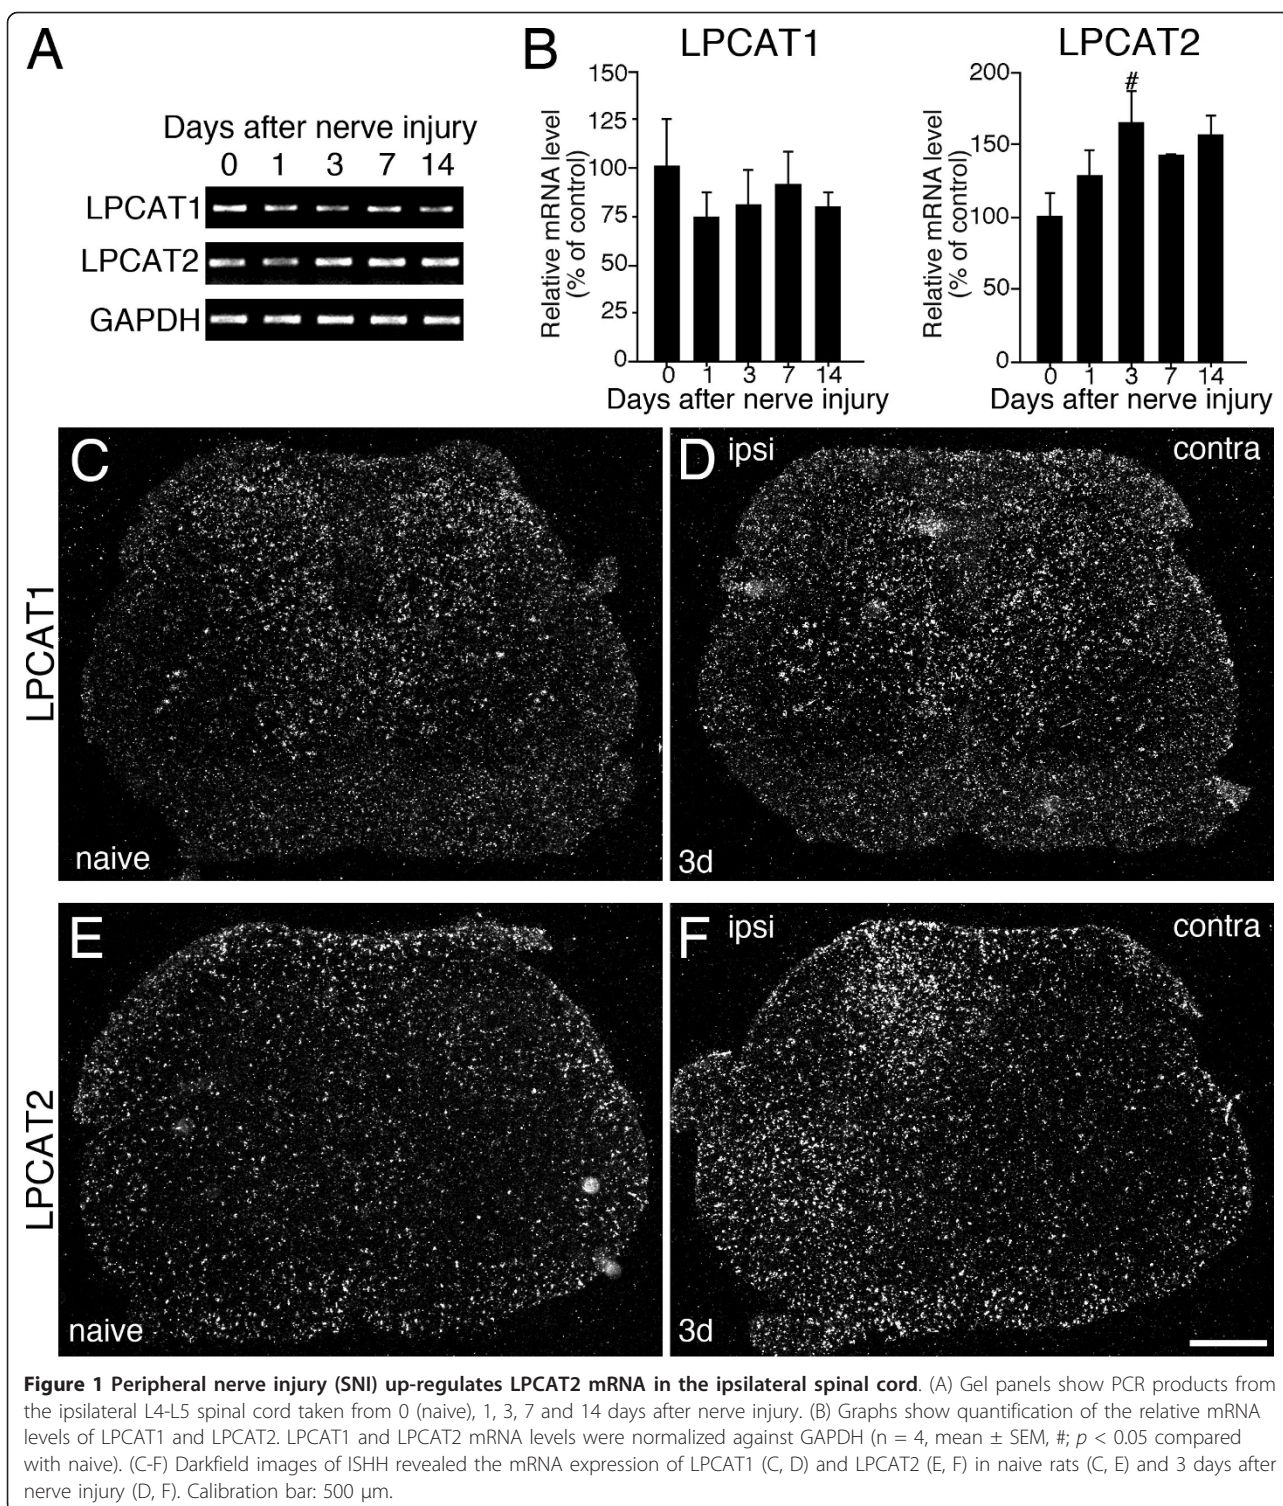 A
Days after nerve injury
0 1 3 7 14
LPCAT1
LPCAT2
GAPDH
B
LPCAT1
Relative mRNA level
(% of control)
150
125
100
75
50
25
0
0 1 3 7 14
Days after nerve injury
LPCAT2
Relative mRNA level
(% of control)
200
150
100
50
0
#
0 1 3 7 14
Days after nerve injury
LPCAT1
C
naive
D ipsi contra
3d
LPCAT2
E
naive
F ipsi contra
3d
Figure 1 Peripheral nerve injury (SNI) up-regulates LPCAT2 mRNA in the ipsilateral spinal cord. (A) Gel panels show PCR products from
the ipsilateral L4-L5 spinal cord taken from 0 (naive), 1, 3, 7 and 14 days after nerve injury. (B) Graphs show quantification of the relative mRNA
levels of LPCAT1 and LPCAT2. LPCAT1 and LPCAT2 mRNA levels were normalized against GAPDH (n = 4, mean ± SEM, #; p < 0.05 compared
with naive). (C-F) Darkfield images of ISHH revealed the mRNA expression of LPCAT1 (C, D) and LPCAT2 (E, F) in naive rats (C, E) and 3 days after
nerve injury (D, F). Calibration bar: 500 μm.